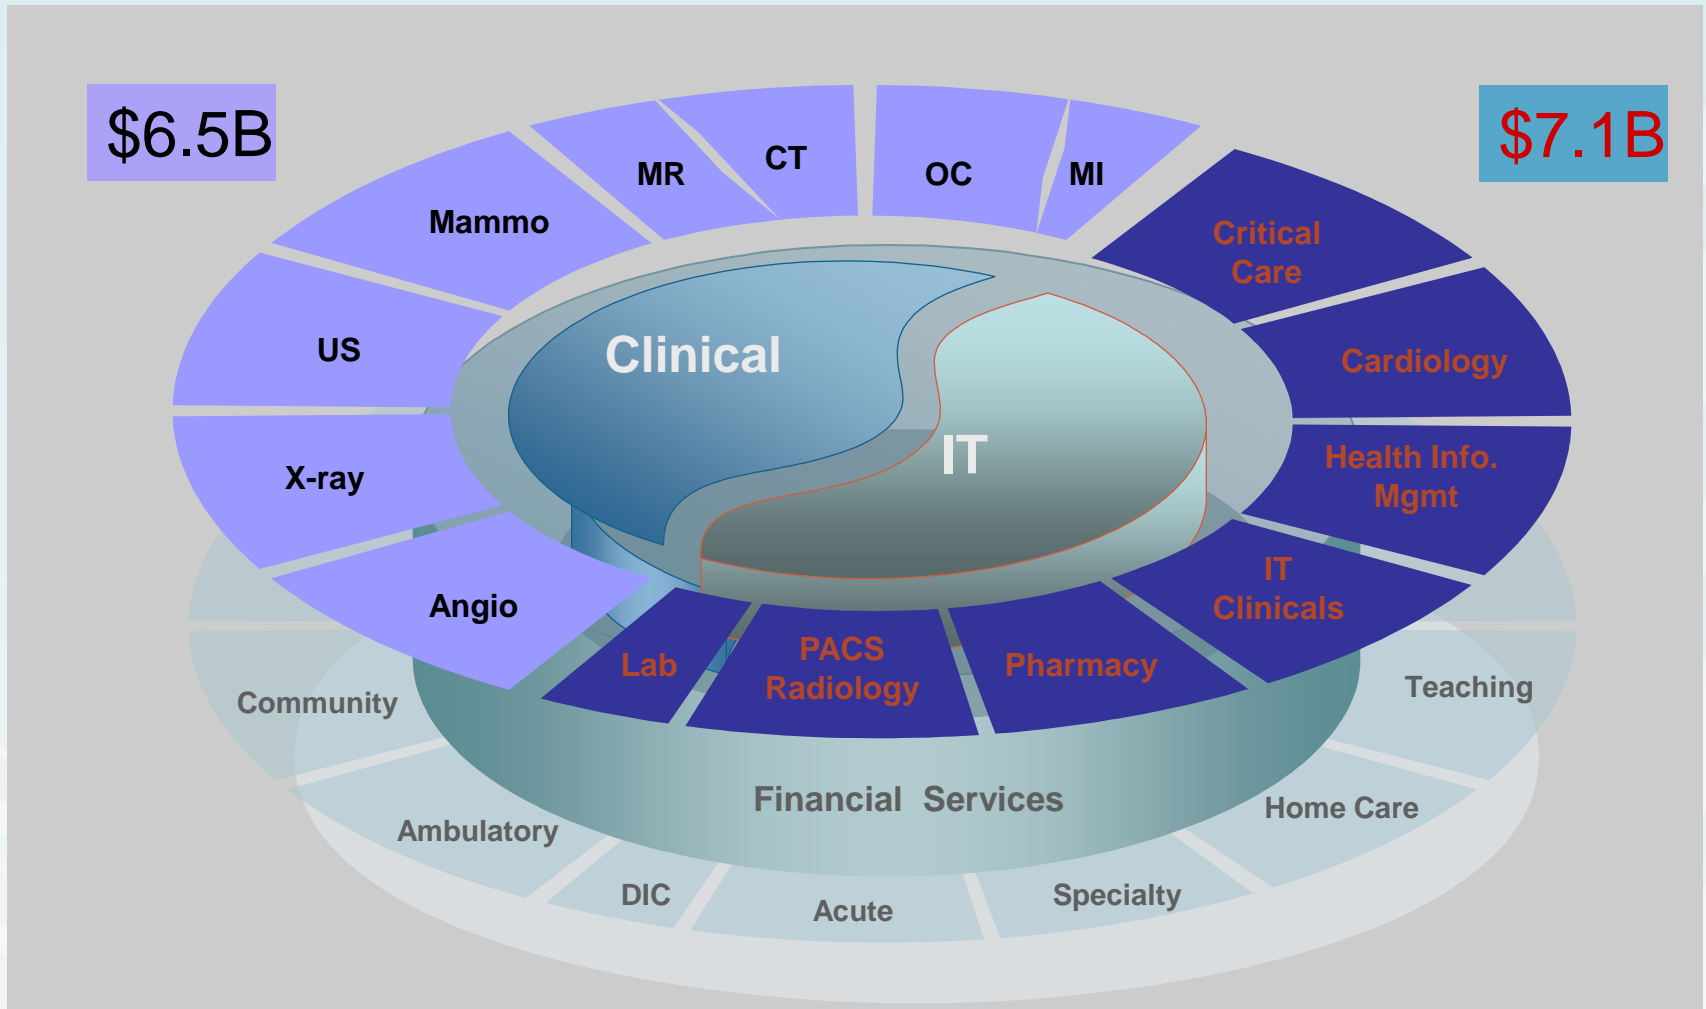 $6.5B
$7.1B
MR
CT
OC
MI
Mammo
Critical
Care
US
Clinical
Cardiology
IT
X-ray
Health Info.
Mgmt
Angio
IT
Clinicals
Lab
PACS
Radiology
Pharmacy
Community
Teaching
Financial Services
Ambulatory
Home Care
DIC
Acute
Specialty